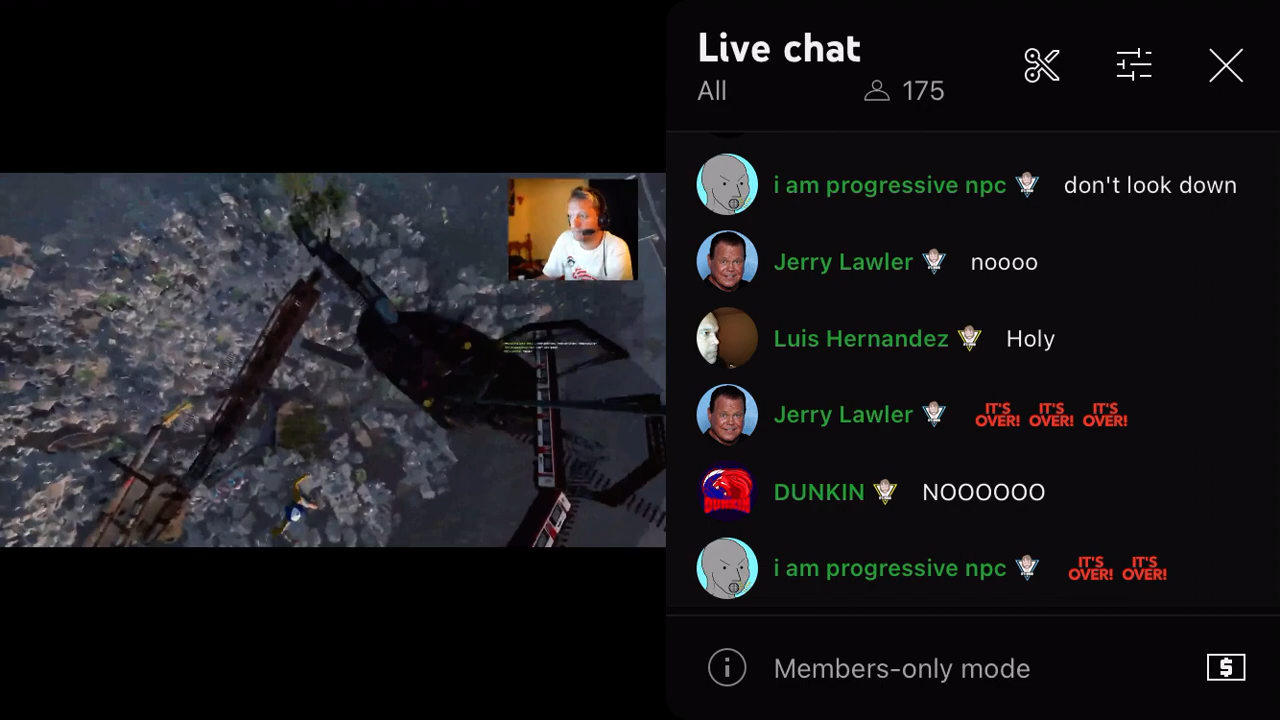 Live chat
All 175
i am progressive npc don't look down
Jerry Lawler noooo
Luis Hernandez Holy
Jerry Lawler IT'S OVER! IT'S OVER! IT'S OVER!
DUNKIN NOOOOOO
i am progressive npc IT'S OVER! IT'S OVER!
Members-only mode